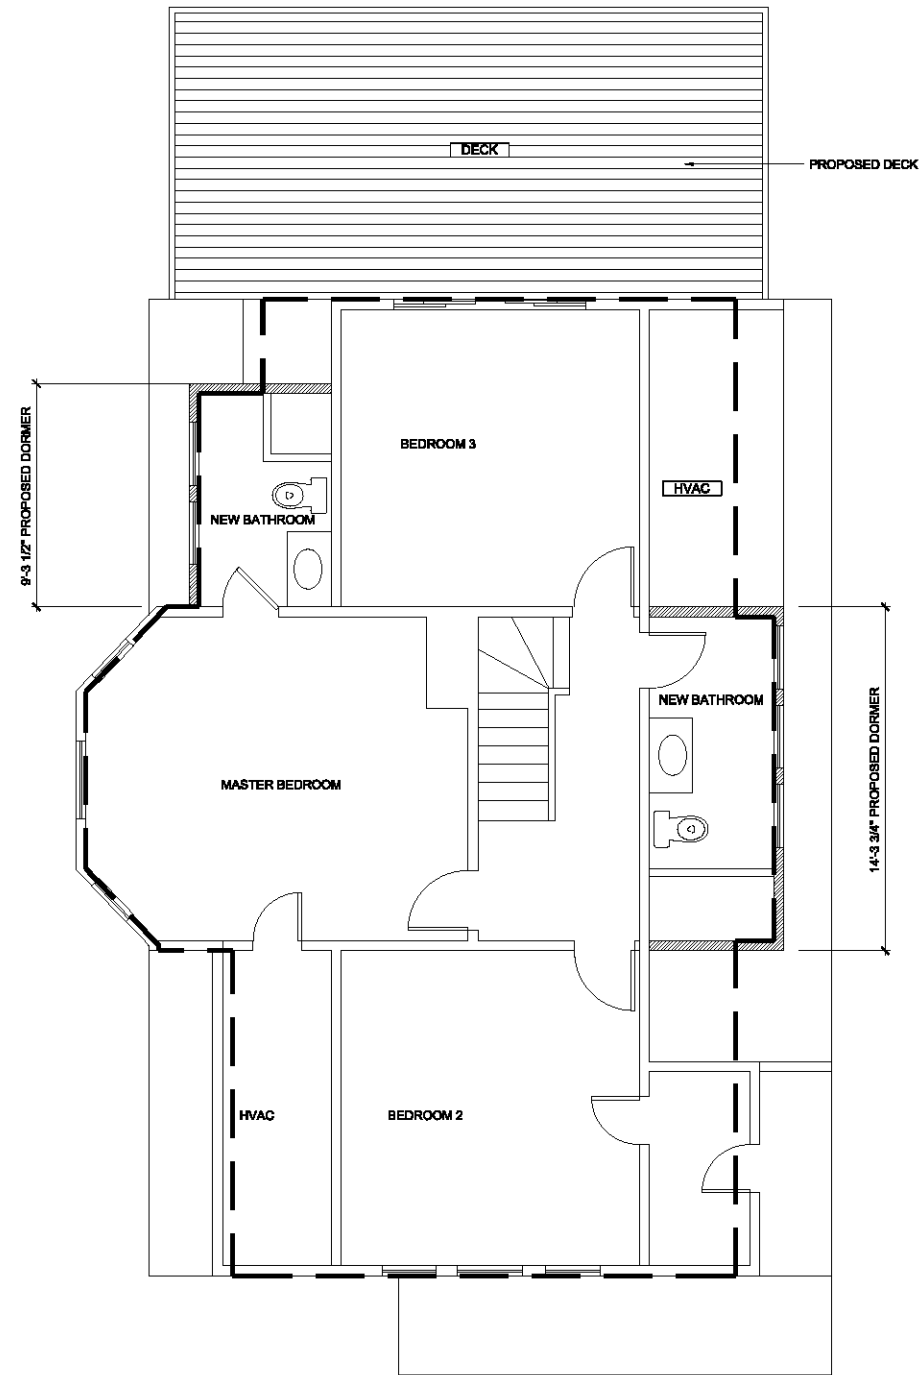 DECK
PROPOSED DECK
9'-3 1/2" PROPOSED DORMER
BEDROOM 3
HVAC
NEW BATHROOM
NEW BATHROOM
MASTER BEDROOM
14'-3 3/4" PROPOSED DORMER
HVAC
BEDROOM 2